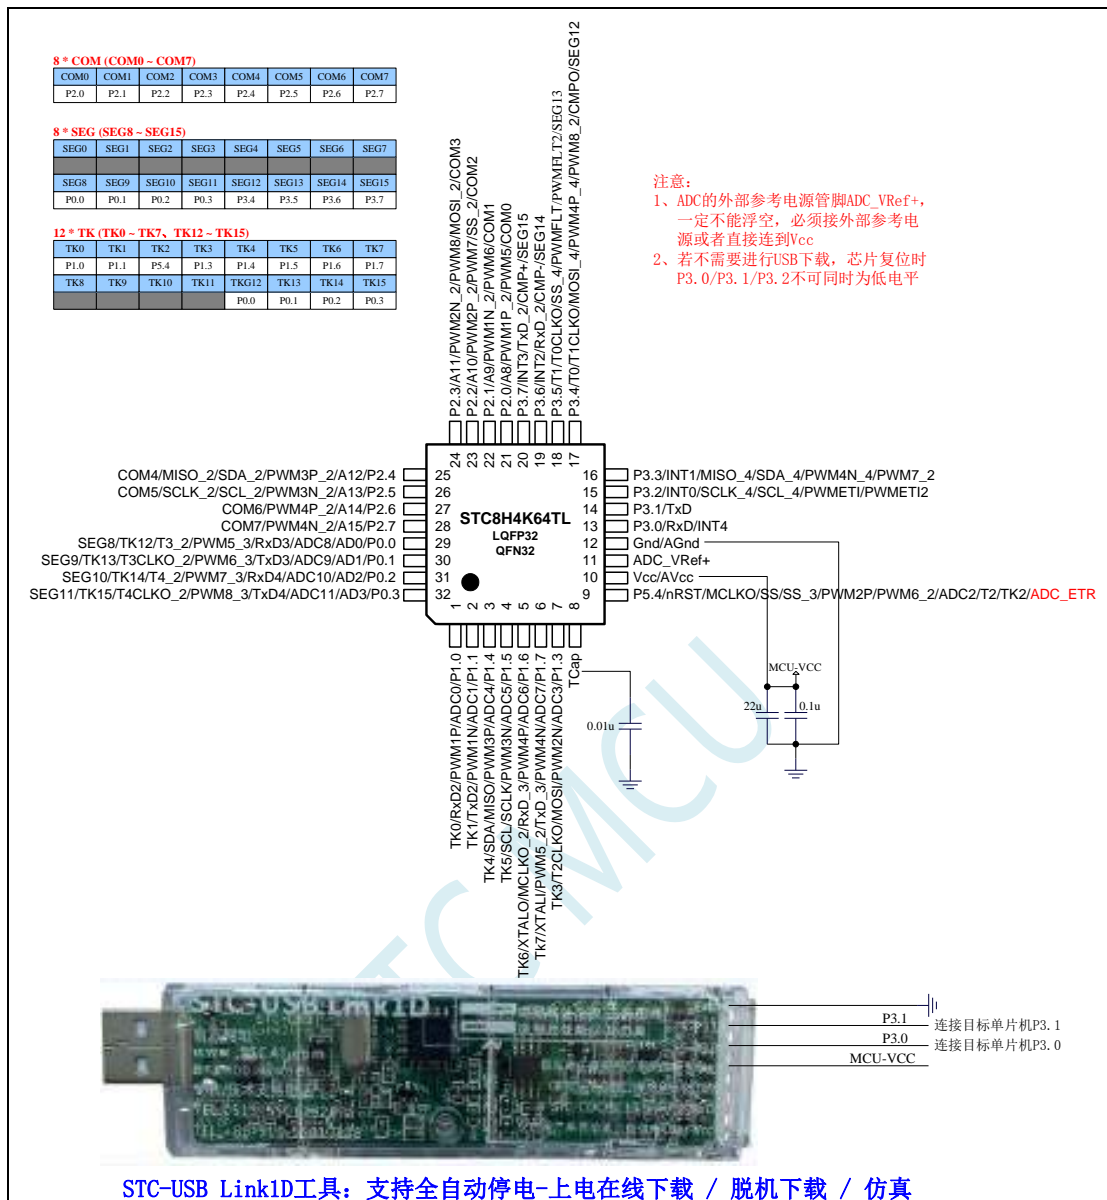 8 * COM (COM0 ~ COM7)
COM0 COM1 COM2 COM3 COM4 COM5 COM6 COM7
P2.0 P2.1 P2.2 P2.3 P2.4 P2.5 P2.6 P2.7
8 * SEG (SEG8 ~ SEG15)
SEG0 SEG1 SEG2 SEG3 SEG4 SEG5 SEG6 SEG7
SEG8 SEG9 SEG10 SEG11 SEG12 SEG13 SEG14 SEG15
P0.0 P0.1 P0.2 P0.3 P3.4 P3.5 P3.6 P3.7
12 * TK (TK0 ~ TK7、TK12 ~ TK15)
TK0 TK1 TK2 TK3 TK4 TK5 TK6 TK7
P1.0 P1.1 P5.4 P1.3 P1.4 P1.5 P1.6 P1.7
TK8 TK9 TK10 TK11 TKG12 TK13 TK14 TK15
P0.0 P0.1 P0.2 P0.3
注意：
1、ADC的外部参考电源管脚ADC_VRef+，
一定不能浮空，必须接外部参考电
源或者直接连到Vcc
2、若不需要进行USB下载，芯片复位时
P3.0/P3.1/P3.2不可同时为低电平
P2.3/A11/PWM2N_2/PWM8/MOSI_2/COM3
P2.2/A10/PWM2P_2/PWM7/SS_2/COM2
P2.1/A9/PWM1N_2/PWM6/COM1
P2.0/A8/PWM1P_2/PWM5/COM0
P3.7/INT3/TxD_2/CMP+/SEG15
P3.6/INT2/RxD_2/CMP-/SEG14
P3.5/T1/T0CLKO/SS_4/PWMFLT/PWMFLT2/SEG13
P3.4/T0/T1CLKO/MOSI_4/PWM4P_4/PWM8_2/CMPO/SEG12
24 23 22 21 20 19 18 17
COM4/MISO_2/SDA_2/PWM3P_2/A12/P2.4 25
COM5/SCLK_2/SCL_2/PWM3N_2/A13/P2.5 26
COM6/PWM4P_2/A14/P2.6 27
COM7/PWM4N_2/A15/P2.7 28
SEG8/TK12/T3_2/PWM5_3/RxD3/ADC8/AD0/P0.0 29
SEG9/TK13/T3CLKO_2/PWM6_3/TxD3/ADC9/AD1/P0.1 30
SEG10/TK14/T4_2/PWM7_3/RxD4/ADC10/AD2/P0.2 31
SEG11/TK15/T4CLKO_2/PWM8_3/TxD4/ADC11/AD3/P0.3 32
STC8H4K64TL
LQFP32
QFN32
16 P3.3/INT1/MISO_4/SDA_4/PWM4N_4/PWM7_2
15 P3.2/INT0/SCLK_4/SCL_4/PWMETI/PWMETI2
14 P3.1/TxD
13 P3.0/RxD/INT4
12 Gnd/AGnd
11 ADC_VRef+
10 Vcc/AVcc
9 P5.4/nRST/MCLKO/SS/SS_3/PWM2P/PWM6_2/ADC2/T2/TK2/ADC_ETR
1 2 3 4 5 6 7 8
TK0/RxD2/PWM1P/ADC0/P1.0
TK1/TxD2/PWM1N/ADC1/P1.1
TK4/SDA/MISO/PWM3P/ADC4/P1.4
TK5/SCL/SCLK/PWM3N/ADC5/P1.5
TK6/XTALO/MCLKO_2/RxD_3/PWM4P/ADC6/P1.6
Tk7/XTALI/PWM5_2/TxD_3/PWM4N/ADC7/P1.7
TK3/T2CLKO/MOSI/PWM2N/ADC3/P1.3
TCap
MCU-VCC
22u 0.1u
0.01u
STC MCU
STC-USB Link1D
P3.1 连接目标单片机P3.1
P3.0 连接目标单片机P3.0
MCU-VCC
STC-USB Link1D工具：支持全自动停电-上电在线下载 / 脱机下载 / 仿真